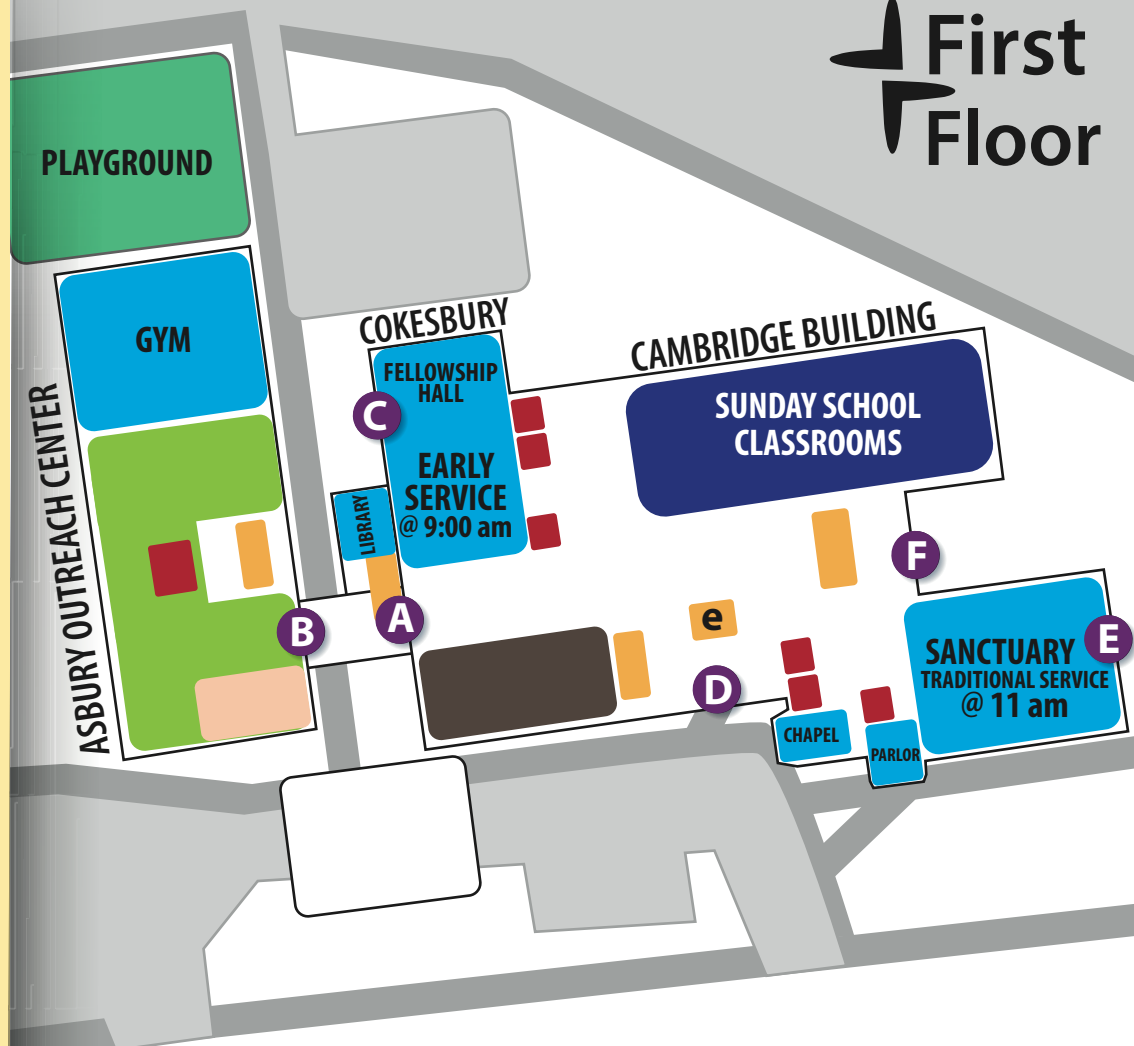 First
Floor
PLAYGROUND
GYM
ASBURY OUTREACH CENTER
COKESBURY
FELLOWSHIP
HALL
C
EARLY
SERVICE
@ 9:00 am
LIBRARY
A
B
CAMBRIDGE BUILDING
SUNDAY SCHOOL
CLASSROOMS
F
e
D
SANCTUARY
TRADITIONAL SERVICE
@ 11 am
E
CHAPEL
PARLOR